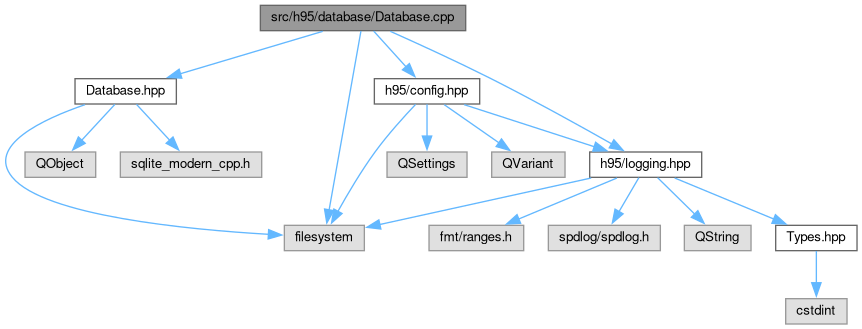 src/h95/database/Database.cpp
Database.hpp
h95/config.hpp
QObject
sqlite_modern_cpp.h
QSettings
QVariant
h95/logging.hpp
filesystem
fmt/ranges.h
spdlog/spdlog.h
QString
Types.hpp
cstdint